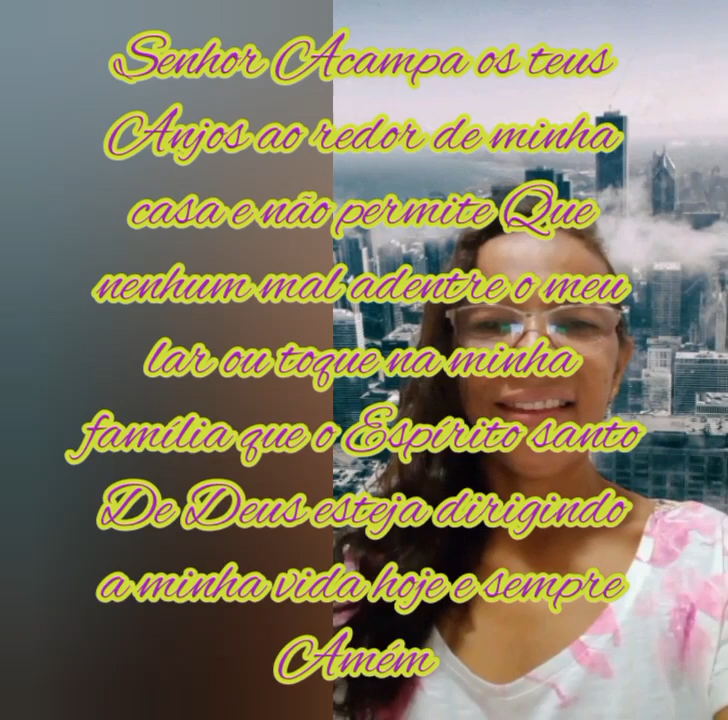 Senhor Acampa os teus
Anjos ao redor de minha
casa e não permite Que
nenhum mal adentre o meu
lar ou toque na minha
família que o Espírito santo
De Deus esteja dirigindo
a minha vida hoje e sempre
Amém